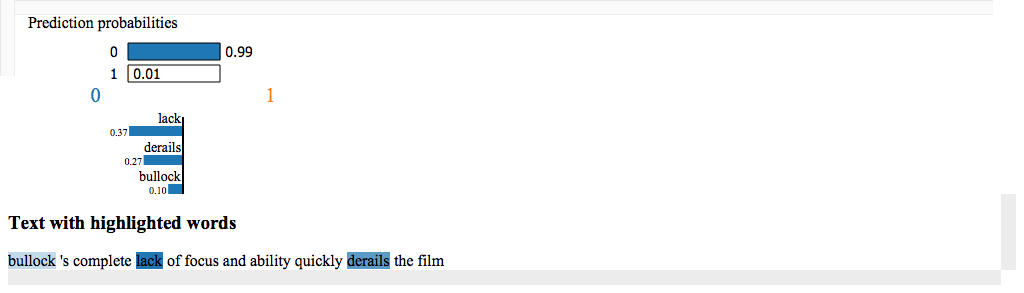 Prediction probabilities
0 0.99
1 0.01
0 1
lack
0.37
derails
0.27
bullock
0.10
Text with highlighted words
bullock 's complete lack of focus and ability quickly derails the film